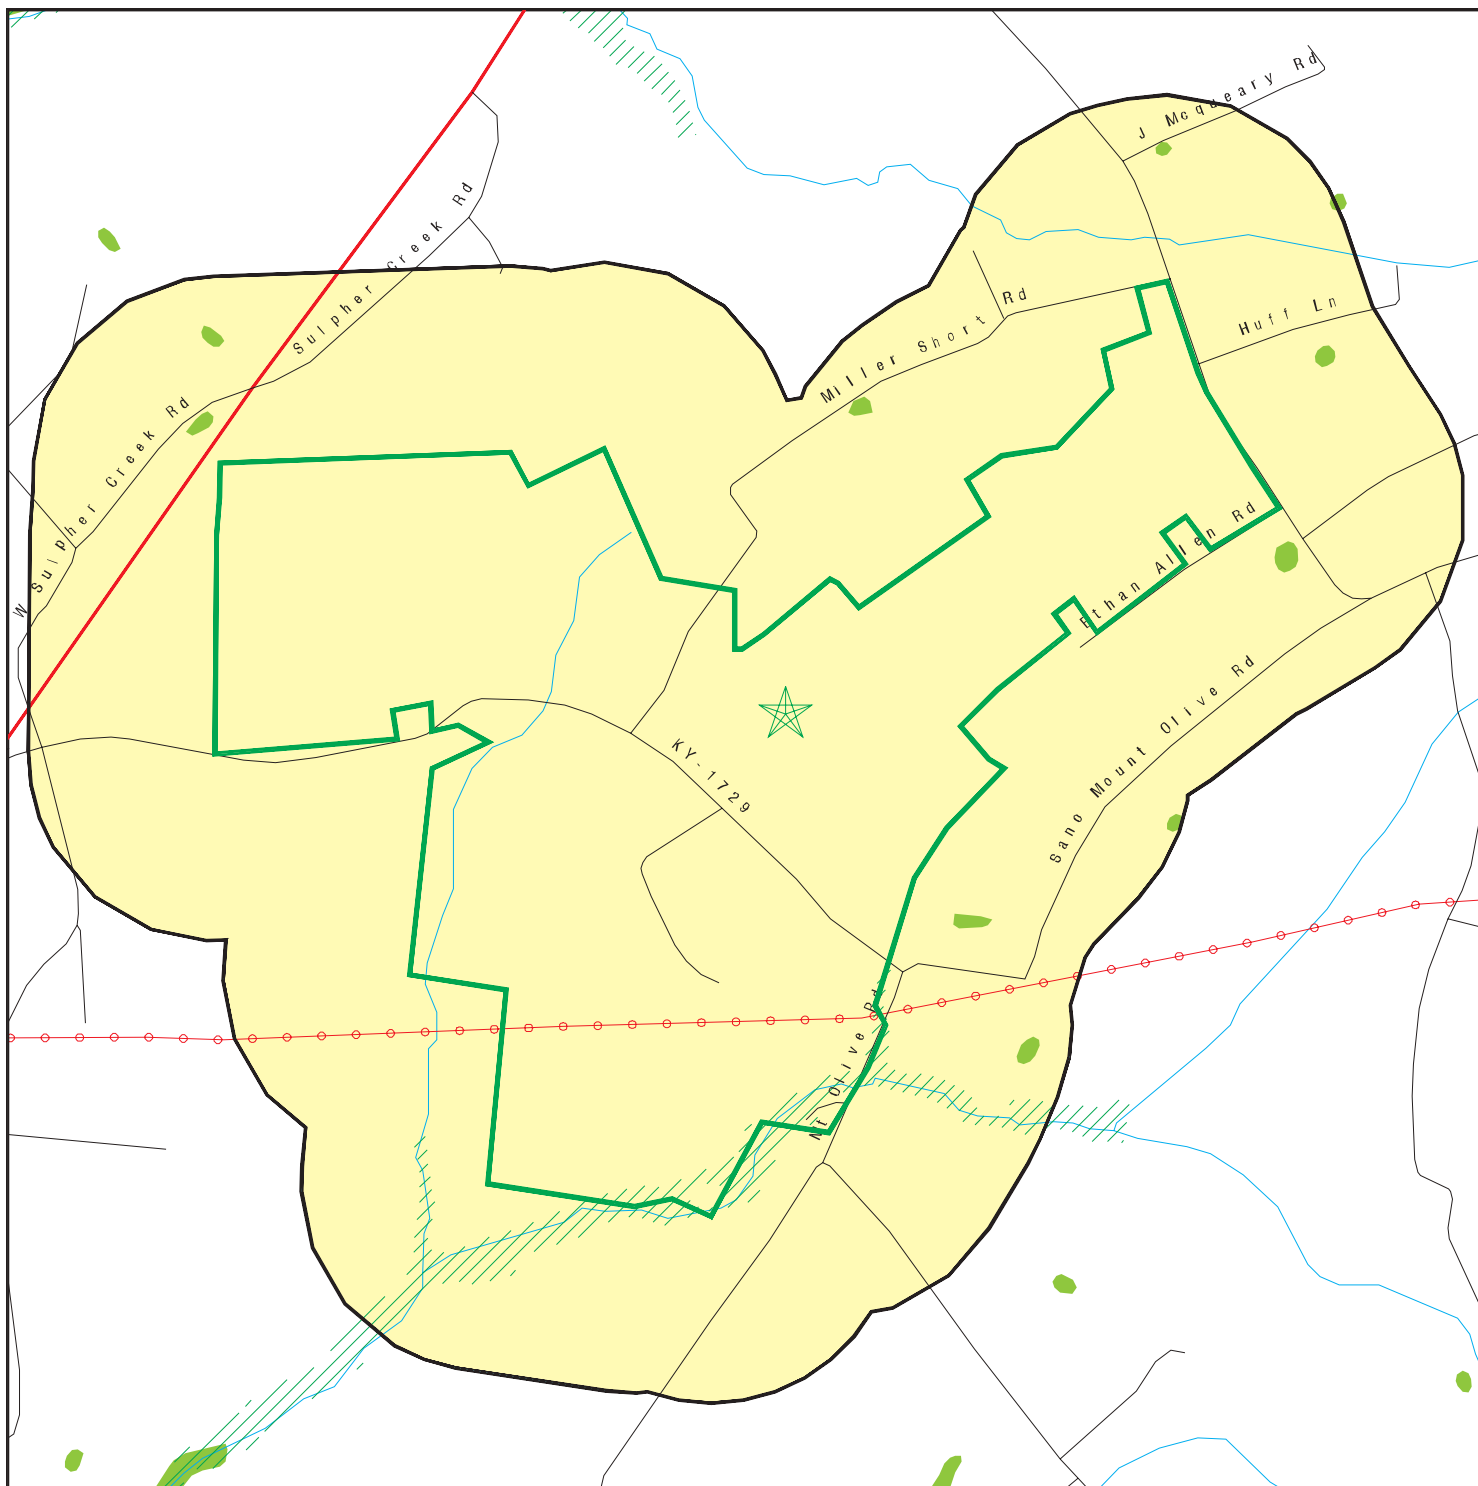 J Mcqueary Rd
Sulpher Creek Rd
Huff Ln
Miller Short Rd
W Sulpher Creek Rd
Ethan Allen Rd
Sano Mount Olive Rd
KY-1729
Mt Olive Rd